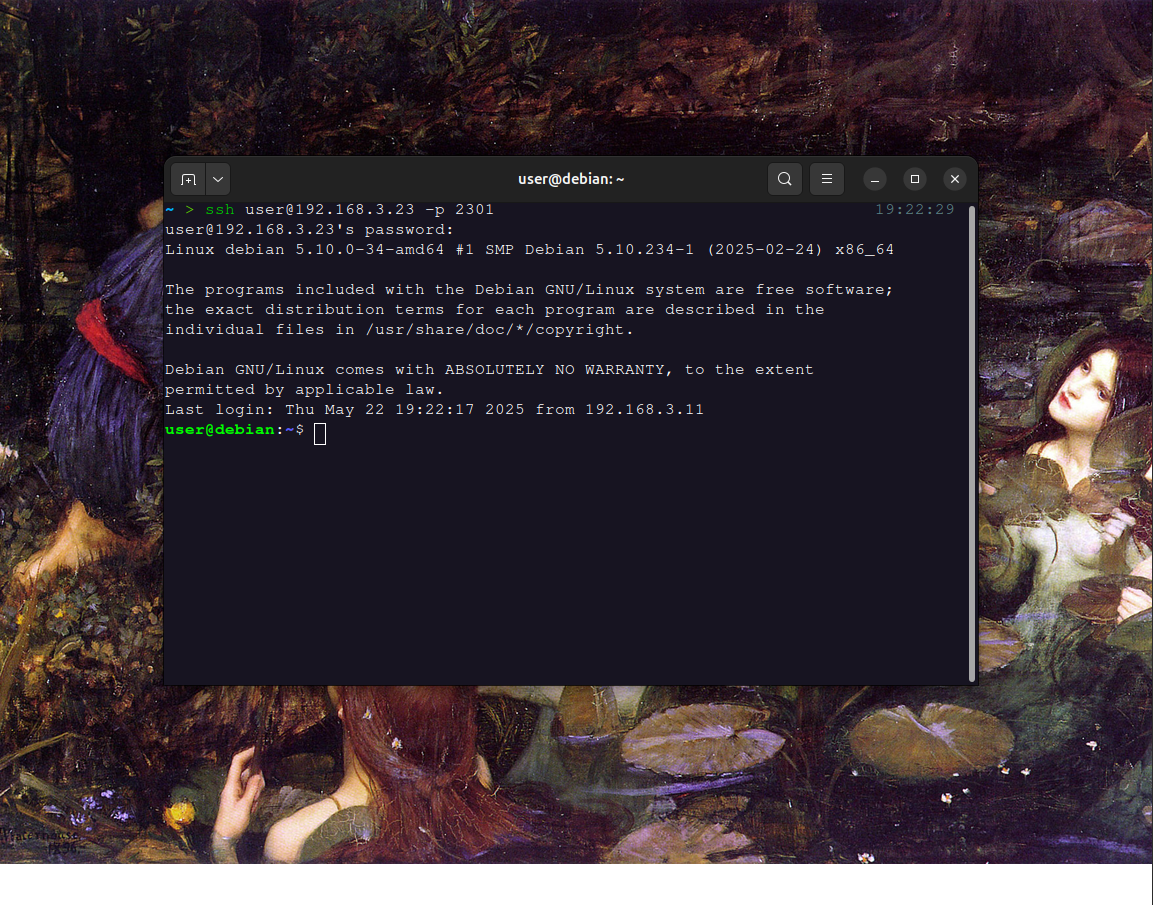 user@debian: ~
~ > ssh user@192.168.3.23 -p 2301 19:22:29
user@192.168.3.23's password:
Linux debian 5.10.0-34-amd64 #1 SMP Debian 5.10.234-1 (2025-02-24) x86_64
The programs included with the Debian GNU/Linux system are free software;
the exact distribution terms for each program are described in the
individual files in /usr/share/doc/*/copyright.
Debian GNU/Linux comes with ABSOLUTELY NO WARRANTY, to the extent
permitted by applicable law.
Last login: Thu May 22 19:22:17 2025 from 192.168.3.11
user@debian:~$